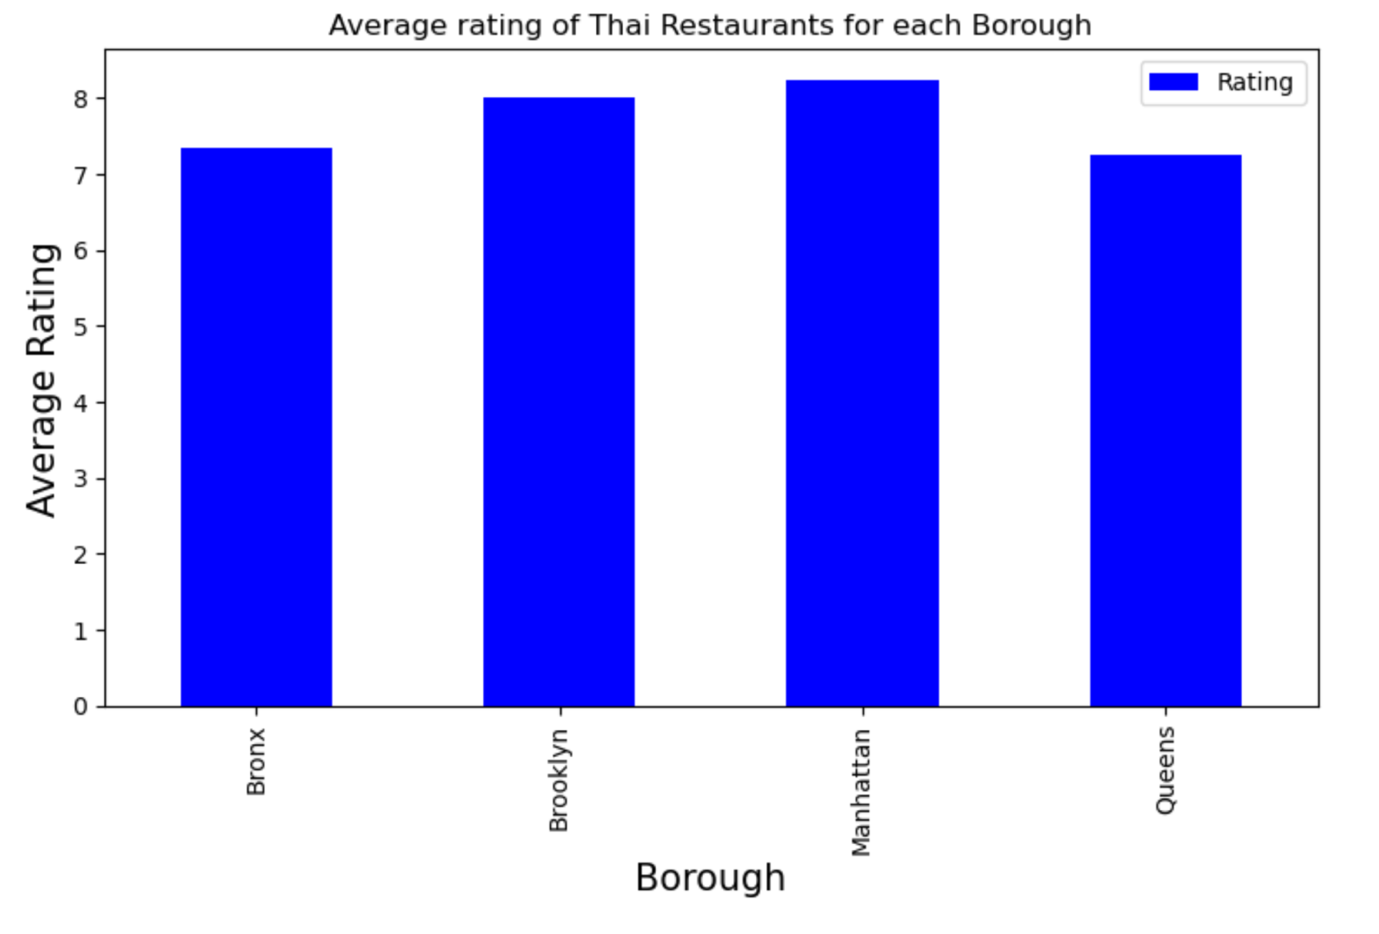 Average rating of Thai Restaurants for each Borough
Rating
Average Rating
8
7
6
5
4
3
2
1
0
Bronx
Brooklyn
Manhattan
Queens
Borough